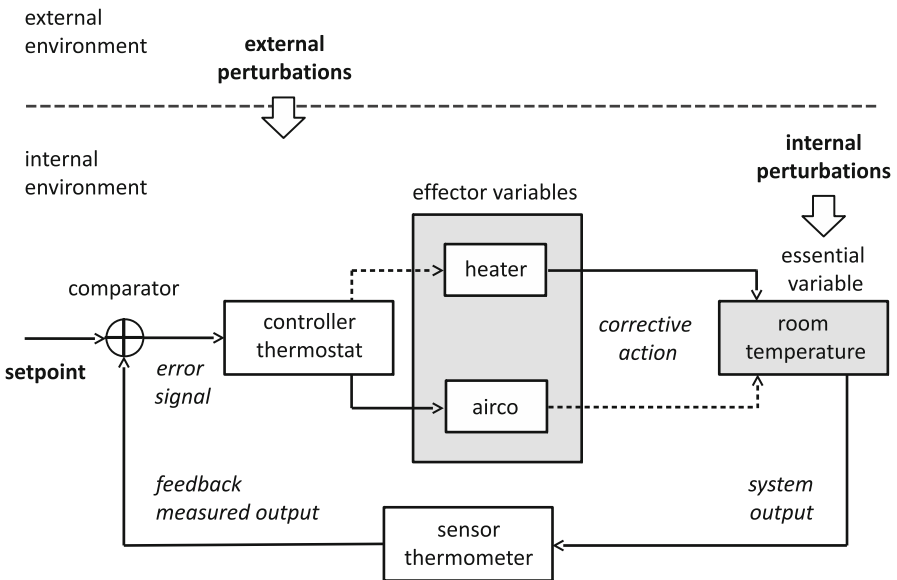 external
environment
external
perturbations
internal
environment
internal
perturbations
effector variables
essential
variable
heater
comparator
controller
thermostat
corrective
action
room
temperature
setpoint
error
signal
airco
feedback
measured output
system
output
sensor
thermometer